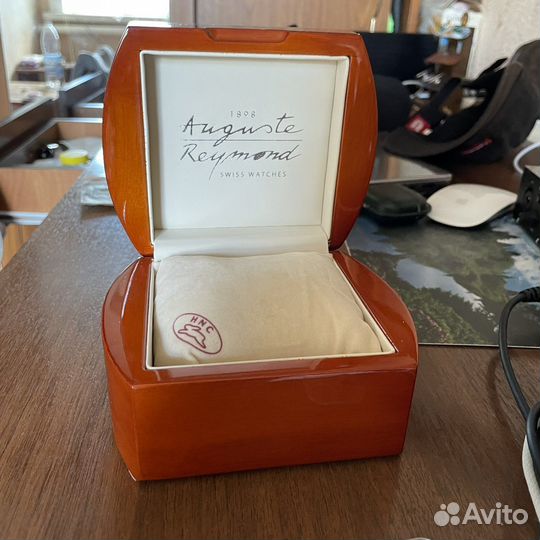 1898
Auguste
Reymond
SWISS WATCHES
HNC
Avito